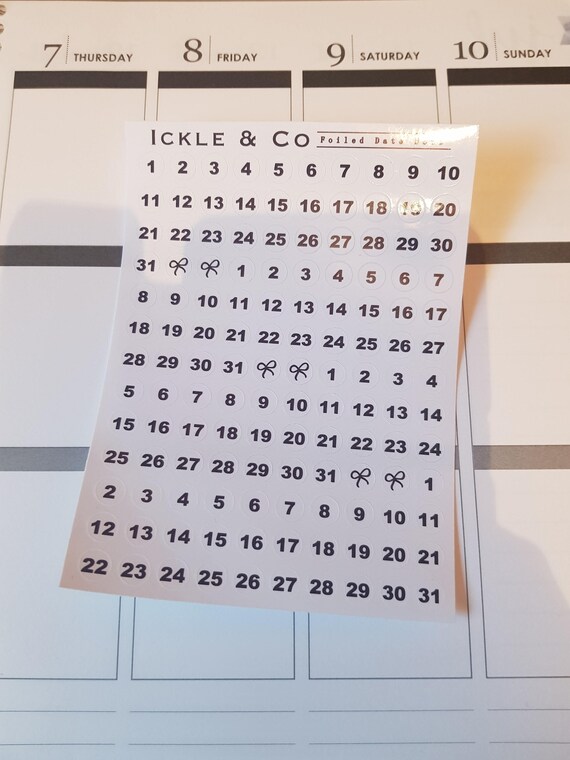 7 THURSDAY 8 FRIDAY 9 SATURDAY 10 SUNDAY
ICKLE & CO Foiled Date
1 2 3 4 5 6 7 8 9 10
11 12 13 14 15 16 17 18 19 20
21 22 23 24 25 26 27 28 29 30
31 1 2 3 4 5 6 7
8 9 10 11 12 13 14 15 16 17
18 19 20 21 22 23 24 25 26 27
28 29 30 31 1 2 3 4
5 6 7 8 9 10 11 12 13 14
15 16 17 18 19 20 21 22 23 24
25 26 27 28 29 30 31 1
2 3 4 5 6 7 8 9 10 11
12 13 14 15 16 17 18 19 20 21
22 23 24 25 26 27 28 29 30 31